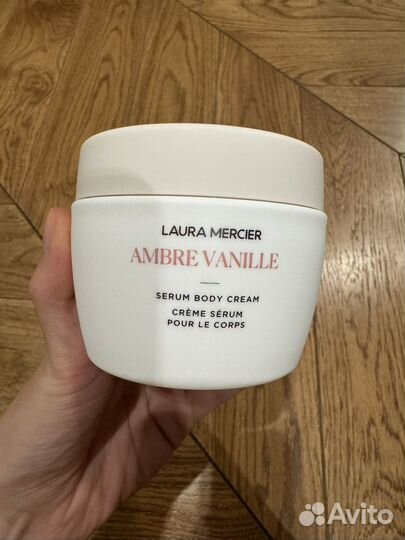 LAURA MERCIER
AMBRE VANILLE
SERUM BODY CREAM
CRÈME SÉRUM
POUR LE CORPS
Avito